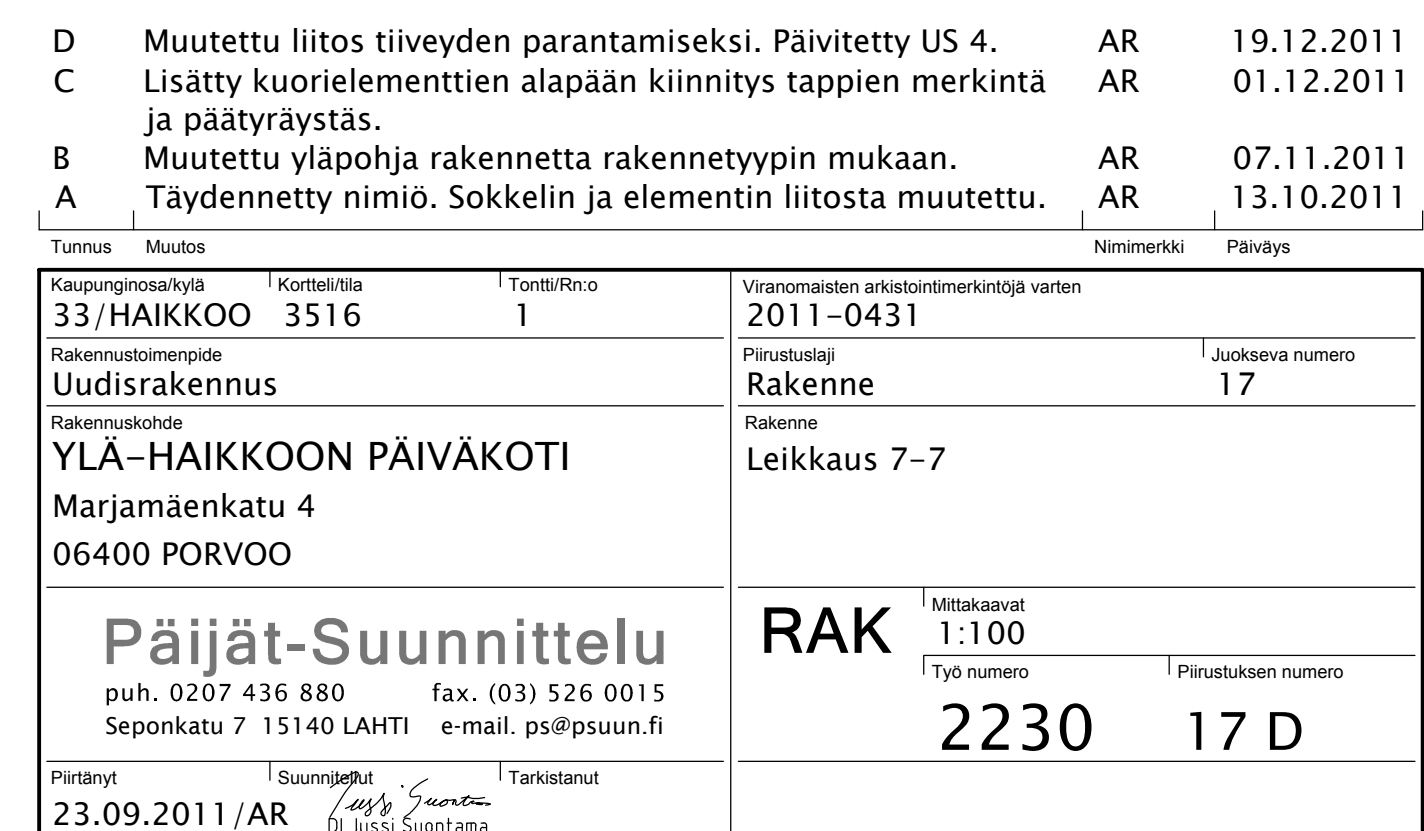 D Muutettu liitos tiiveyden parantamiseksi. Päivitetty US 4. AR 19.12.2011
C Lisätty kuorielementtien alapään kiinnitys tappien merkintä AR 01.12.2011
ja päätyräystäs.
B Muutettu yläpohja rakennetta rakennetyypin mukaan. AR 07.11.2011
A Täydennetty nimiö. Sokkelin ja elementin liitosta muutettu. AR 13.10.2011
Tunnus Muutos Nimimerkki Päiväys
Kaupunginosa/kylä Kortteli/tila Tontti/Rn:o
33/HAIKKOO 3516 1
Viranomaisten arkistointimerkintöjä varten
2011-0431
Rakennustoimenpide
Uudisrakennus
Piirustuslaji Juokseva numero
Rakenne 17
Rakennuskohde
YLÄ-HAIKKOON PÄIVÄKOTI
Marjamäenkatu 4
06400 PORVOO
Rakenne
Leikkaus 7-7
Päijät-Suunnittelu
puh. 0207 436 880 fax. (03) 526 0015
Seponkatu 7 15140 LAHTI e-mail. ps@psuun.fi
RAK
Mittakaavat
1:100
Työ numero Piirustuksen numero
2230 17 D
Piirtänyt Suunnitellut Tarkistanut
23.09.2011/AR
Jussi Suontama
DI Jussi Suontama